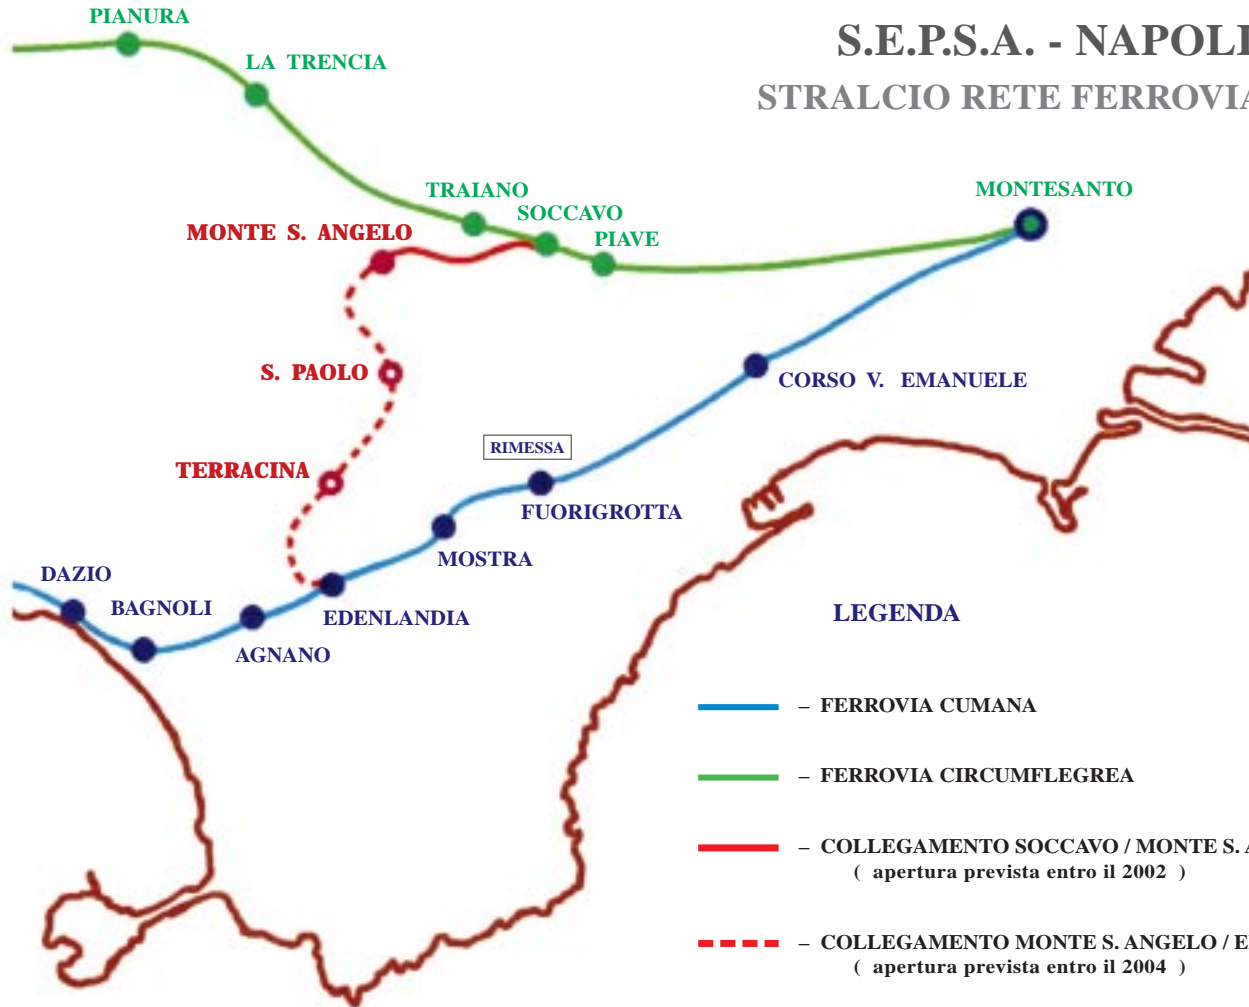 S.E.P.S.A. - NAPOLI
STRALCIO RETE FERROVIA
PIANURA
LA TRENCIA
TRAIANO
SOCCAVO
PIAVE
MONTESANTO
MONTE S. ANGELO
S. PAOLO
TERRACINA
CORSO V. EMANUELE
RIMESSA
FUORIGROTTA
MOSTRA
EDENLANDIA
AGNANO
BAGNOLI
DAZIO
LEGENDA
– FERROVIA CUMANA
– FERROVIA CIRCUMFLEGREA
– COLLEGAMENTO SOCCAVO / MONTE S. A
( apertura prevista entro il 2002 )
– COLLEGAMENTO MONTE S. ANGELO / E
( apertura prevista entro il 2004 )